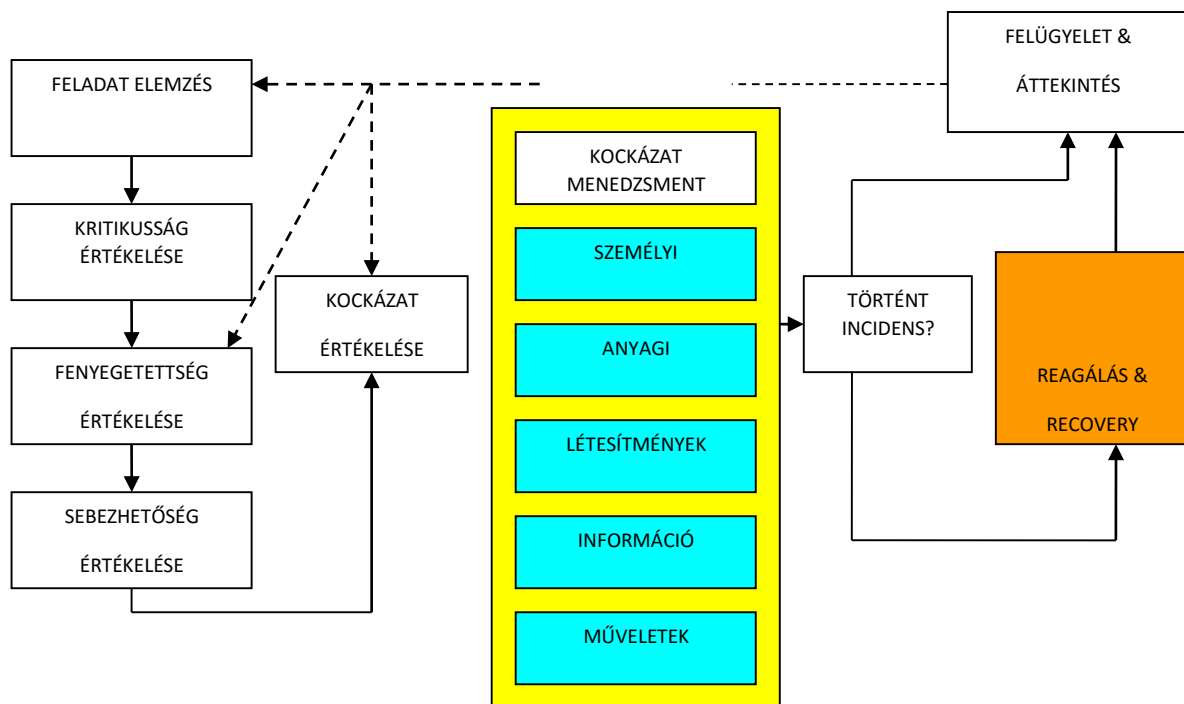 FELADAT ELEMZÉS
KRITIKUSSÁG
ÉRTÉKELÉSE
FENYEGETETTSÉG
ÉRTÉKELÉSE
SEBEZHETŐSÉG
ÉRTÉKELÉSE
KOCKÁZAT
ÉRTÉKELÉSE
KOCKÁZAT
MENEDZSMENT
SZEMÉLYI
ANYAGI
LÉTESÍTMÉNYEK
INFORMÁCIÓ
MŰVELETEK
TÖRTÉNT
INCIDENS?
REAGÁLÁS &
RECOVERY
FELÜGYELET &
ÁTTEKINTÉS